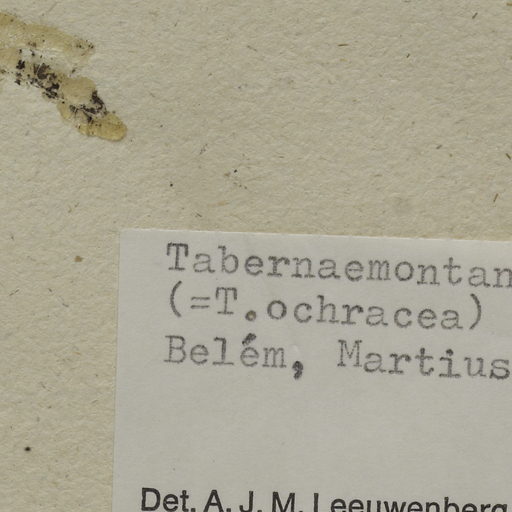 Tabernaemontan
(=T.ochracea)
Belém, Martius
Det. A. J. M. Leeuwenberg